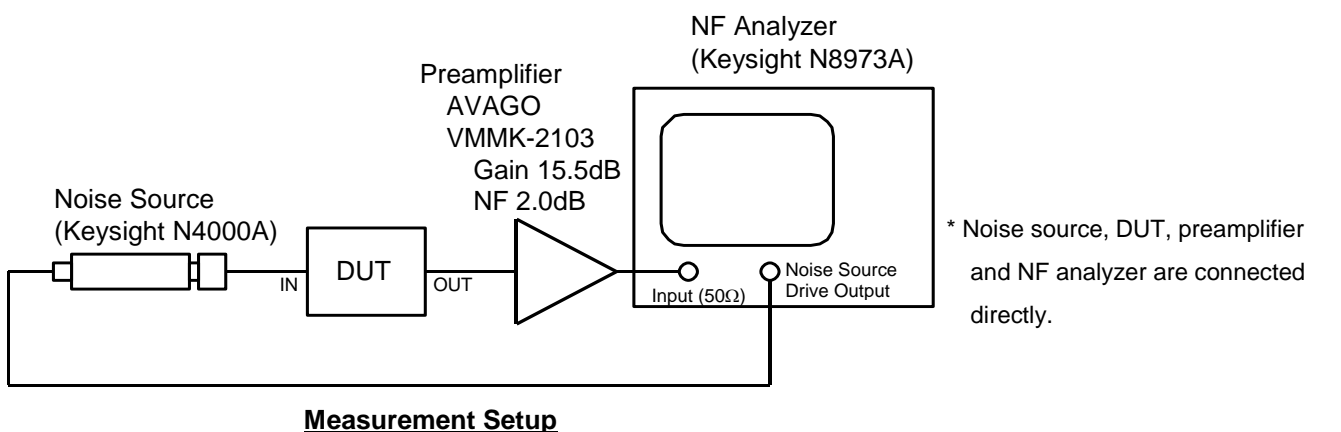 NF Analyzer
(Keysight N8973A)
Preamplifier
AVAGO
VMMK-2103
Gain 15.5dB
NF 2.0dB
Noise Source
(Keysight N4000A)
IN
DUT
OUT
Input (50Ω)
Noise Source
Drive Output
* Noise source, DUT, preamplifier
and NF analyzer are connected
directly.
Measurement Setup